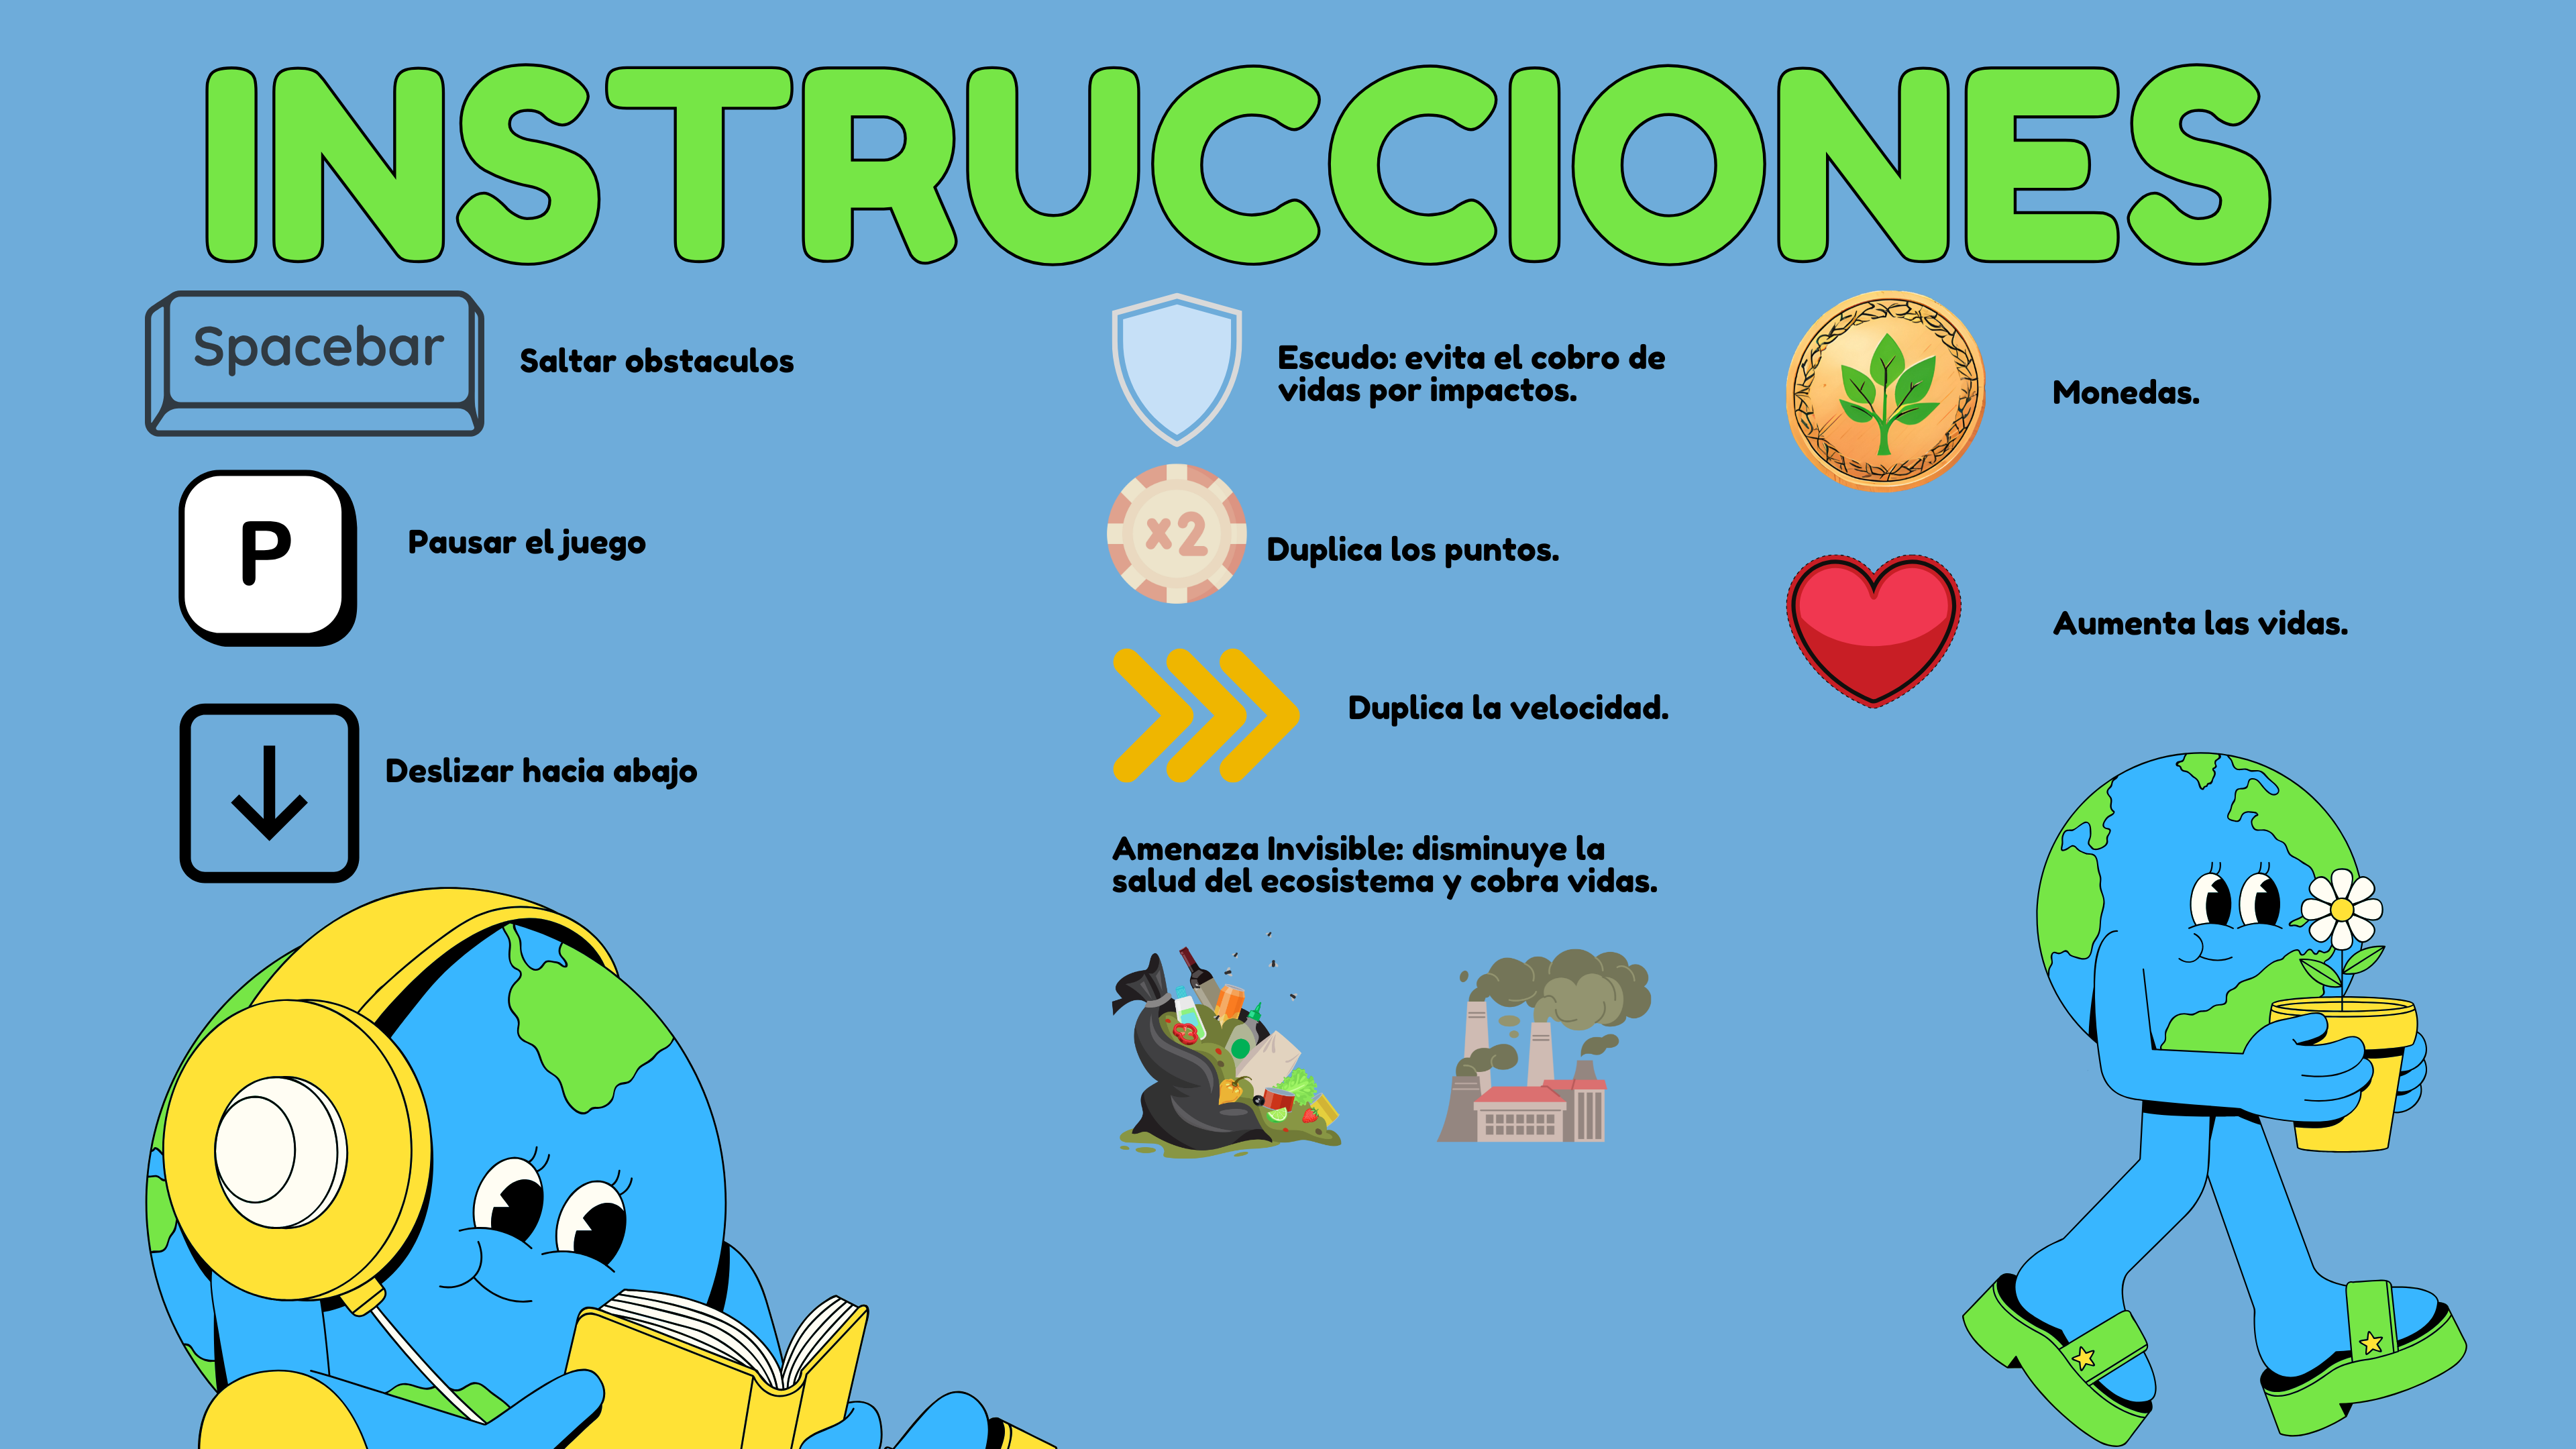 INSTRUCCIONES
Spacebar
Saltar obstaculos
P
Pausar el juego
Deslizar hacia abajo
Escudo: evita el cobro de
vidas por impactos.
x2
Duplica los puntos.
Duplica la velocidad.
Amenaza Invisible: disminuye la
salud del ecosistema y cobra vidas.
Monedas.
Aumenta las vidas.